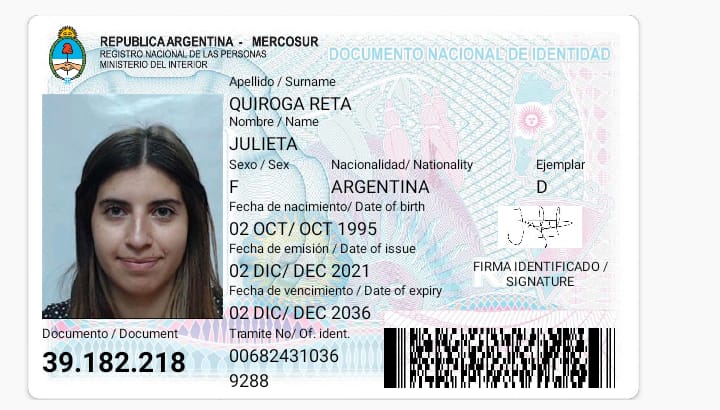 REPUBLICA ARGENTINA - MERCOSUR
REGISTRO NACIONAL DE LAS PERSONAS
MINISTERIO DEL INTERIOR
DOCUMENTO NACIONAL DE IDENTIDAD
Apellido / Surname
QUIROGA RETA
Nombre / Name
JULIETA
Sexo / Sex Nacionalidad/ Nationality Ejemplar
F ARGENTINA D
Fecha de nacimiento/ Date of birth
02 OCT/ OCT 1995
Fecha de emisión / Date of issue
02 DIC/ DEC 2021
Fecha de vencimiento / Date of expiry
02 DIC/ DEC 2036
FIRMA IDENTIFICADO /
SIGNATURE
Documento / Document
39.182.218
Tramite No/ Of. ident.
00682431036
9288